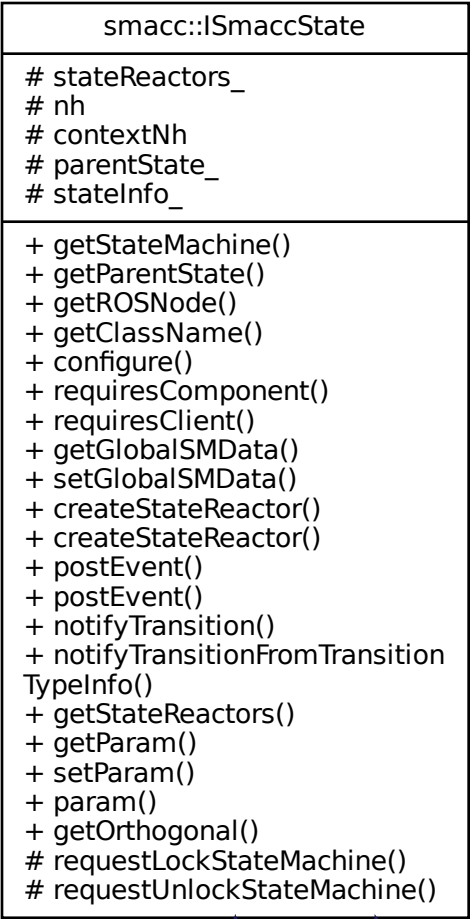 smacc::ISmaccState
# stateReactors_
# nh
# contextNh
# parentState_
# stateInfo_
+ getStateMachine()
+ getParentState()
+ getROSNode()
+ getClassName()
+ configure()
+ requiresComponent()
+ requiresClient()
+ getGlobalSMData()
+ setGlobalSMData()
+ createStateReactor()
+ createStateReactor()
+ postEvent()
+ postEvent()
+ notifyTransition()
+ notifyTransitionFromTransition
TypeInfo()
+ getStateReactors()
+ getParam()
+ setParam()
+ param()
+ getOrthogonal()
# requestLockStateMachine()
# requestUnlockStateMachine()